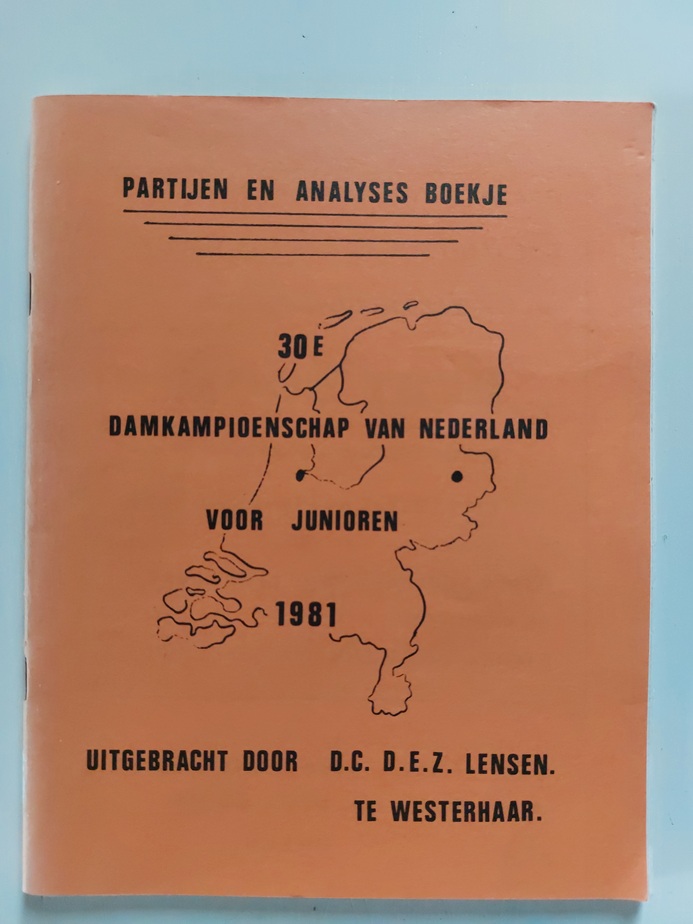 PARTIJEN EN ANALYSES BOEKJE
30E
DAMKAMPIOENSCHAP VAN NEDERLAND
VOOR JUNIOREN
1981
UITGEBRACHT DOOR D.C. D.E.Z. LENSEN.
TE WESTERHAAR.